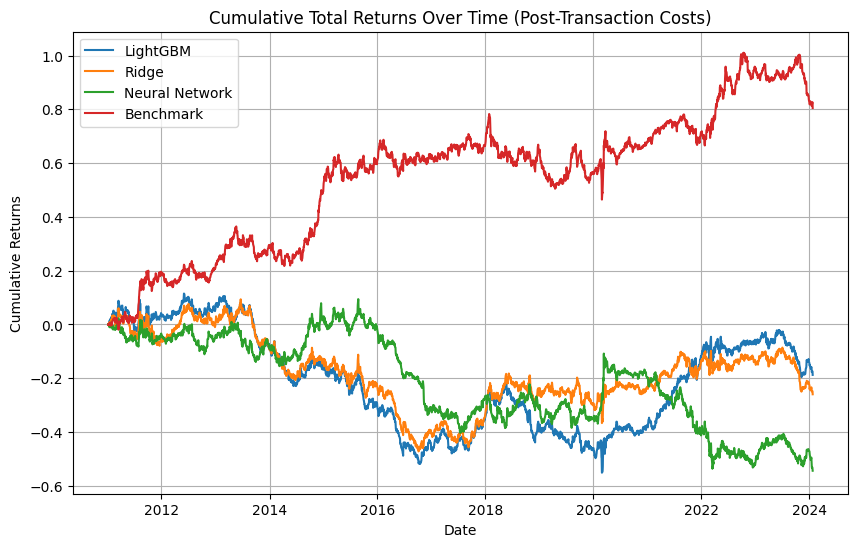 Cumulative Total Returns Over Time (Post-Transaction Costs)
LightGBM
Ridge
Neural Network
Benchmark
Cumulative Returns
1.0
0.8
0.6
0.4
0.2
0.0
−0.2
−0.4
−0.6
2012 2014 2016 2018 2020 2022 2024
Date